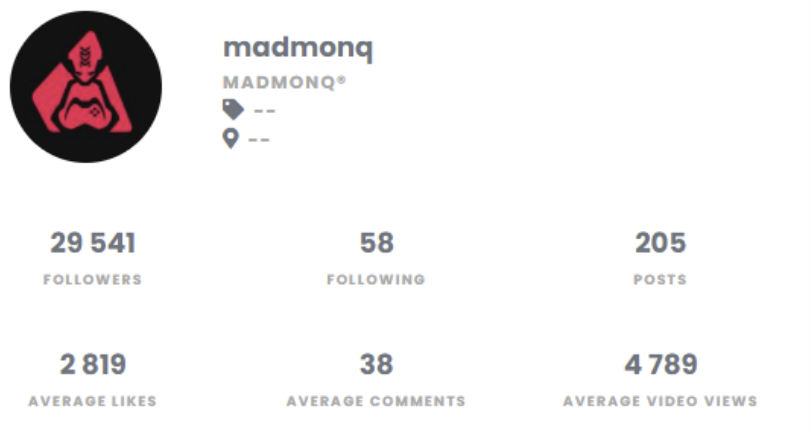 madmonq
MADMONQ®
--
--
29 541 58 205
FOLLOWERS FOLLOWING POSTS
2 819 38 4 789
AVERAGE LIKES AVERAGE COMMENTS AVERAGE VIDEO VIEWS